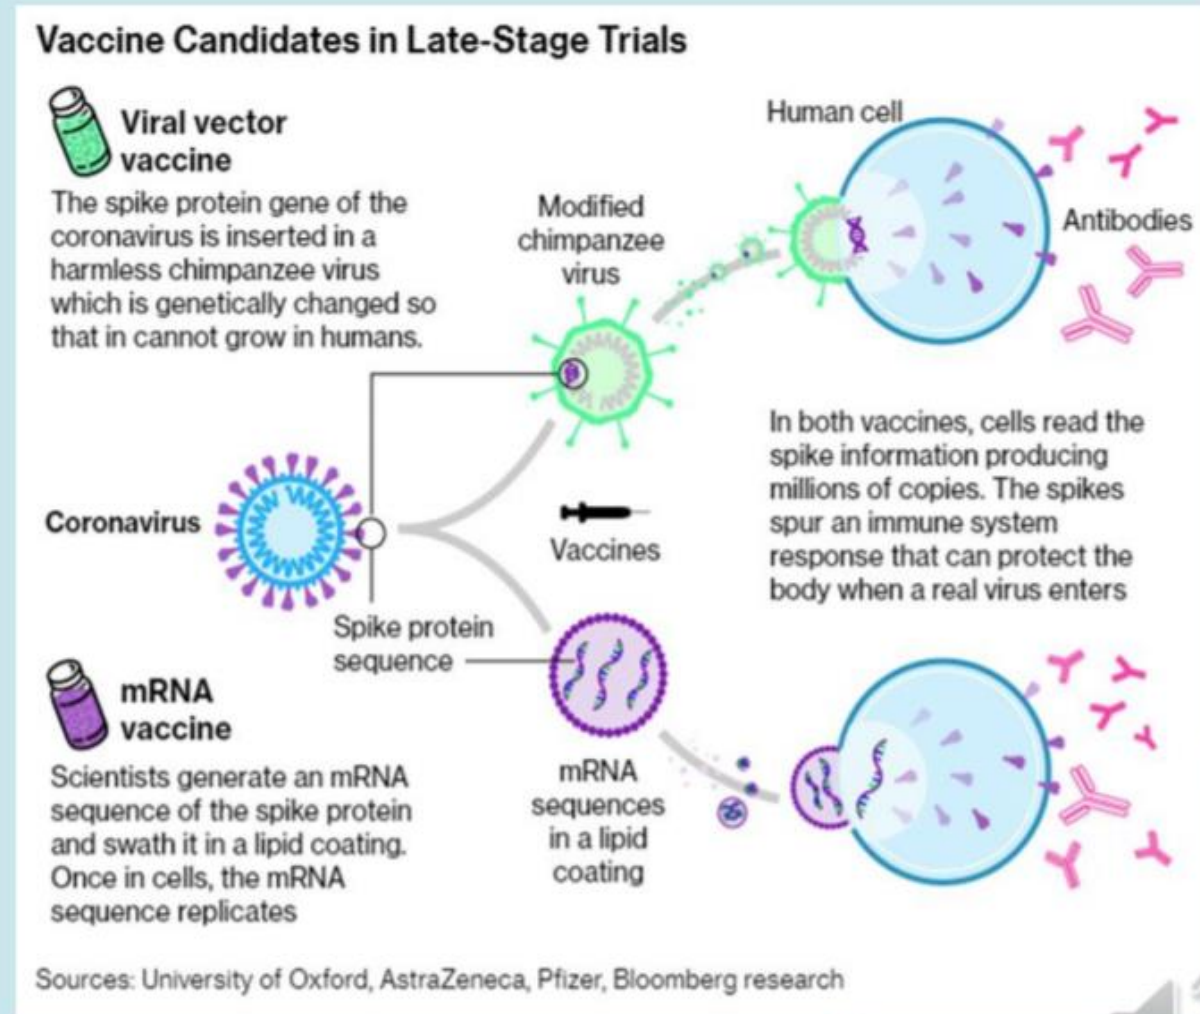 Vaccine Candidates in Late-Stage Trials
Viral vector
vaccine
The spike protein gene of the
coronavirus is inserted in a
harmless chimpanzee virus
which is genetically changed so
that in cannot grow in humans.
Modified
chimpanzee
virus
Human cell
Antibodies
In both vaccines, cells read the
spike information producing
millions of copies. The spikes
spur an immune system
response that can protect the
body when a real virus enters
Coronavirus
Vaccines
Spike protein
sequence
mRNA
vaccine
Scientists generate an mRNA
sequence of the spike protein
and swath it in a lipid coating.
Once in cells, the mRNA
sequence replicates
mRNA
sequences
in a lipid
coating
Sources: University of Oxford, AstraZeneca, Pfizer, Bloomberg research